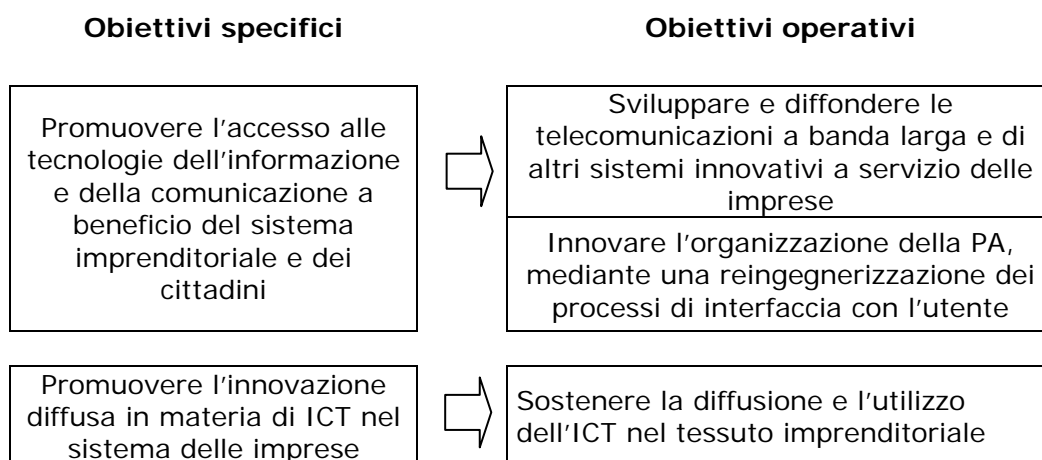 Obiettivi specifici
Obiettivi operativi
Promuovere l'accesso alle
tecnologie dell'informazione
e della comunicazione a
beneficio del sistema
imprenditoriale e dei
cittadini
Sviluppare e diffondere le
telecomunicazioni a banda larga e di
altri sistemi innovativi a servizio delle
imprese
Innovare l'organizzazione della PA,
mediante una reingegnerizzazione dei
processi di interfaccia con l'utente
Promuovere l'innovazione
diffusa in materia di ICT nel
sistema delle imprese
Sostenere la diffusione e l'utilizzo
dell'ICT nel tessuto imprenditoriale